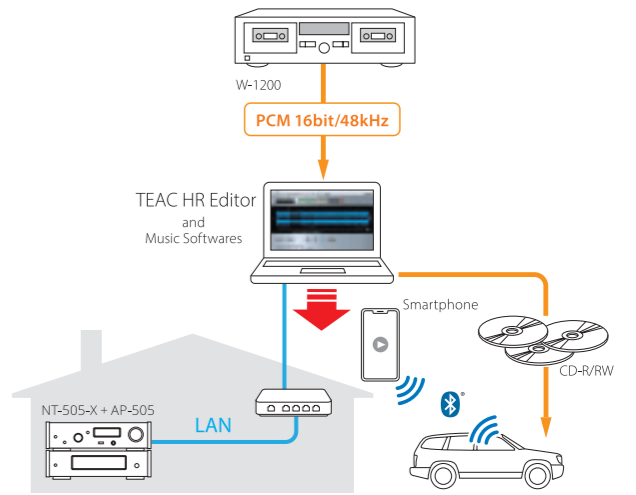 W-1200
PCM 16bit/48kHz
TEAC HR Editor
and
Music Softwares
Smartphone
CD-R/RW
NT-505-X + AP-505
LAN